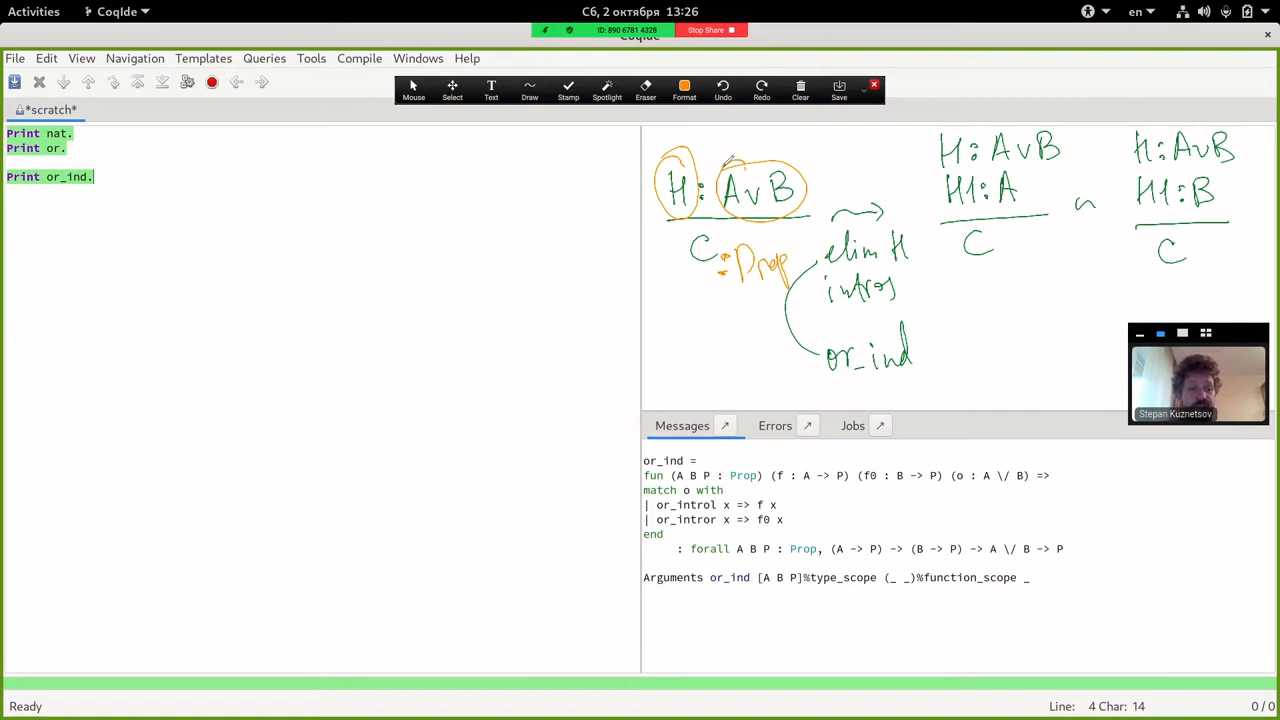 Activities CoqIde Сб, 2 октября 13:26 en
ID: 890 6781 4328 Stop Share
CoqIde
File Edit View Navigation Templates Queries Tools Compile Windows Help
Mouse Select Text Draw Stamp Spotlight Eraser Format Undo Redo Clear Save
*scratch*
Print nat.
Print or.
Print or_ind.
H : A∨B
C : Prop
elim H
intros
or_ind
H : A∨B
H1 : A
C
H : A∨B
H1 : B
C
Stepan Kuznetsov
Messages Errors Jobs
or_ind =
fun (A B P : Prop) (f : A -> P) (f0 : B -> P) (o : A \/ B) =>
match o with
| or_introl x => f x
| or_intror x => f0 x
end
: forall A B P : Prop, (A -> P) -> (B -> P) -> A \/ B -> P
Arguments or_ind [A B P]%type_scope (_ _)%function_scope _
Ready Line: 4 Char: 14 0 / 0